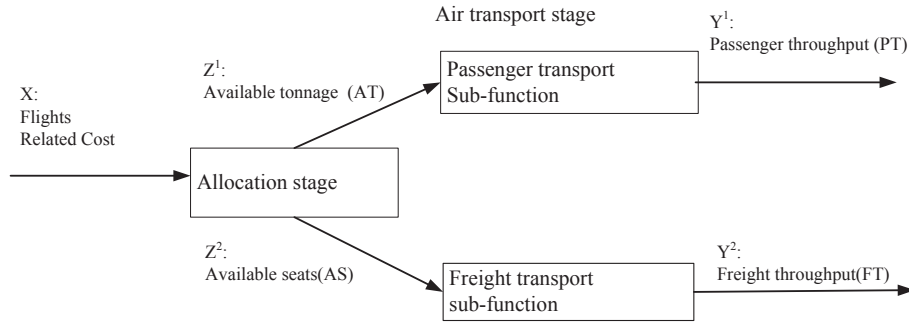 Air transport stage
Y1:
Passenger throughput (PT)
Z1:
Available tonnage (AT)
Passenger transport
Sub-function
X:
Flights
Related Cost
Allocation stage
Z2:
Available seats(AS)
Freight transport
sub-function
Y2:
Freight throughput(FT)